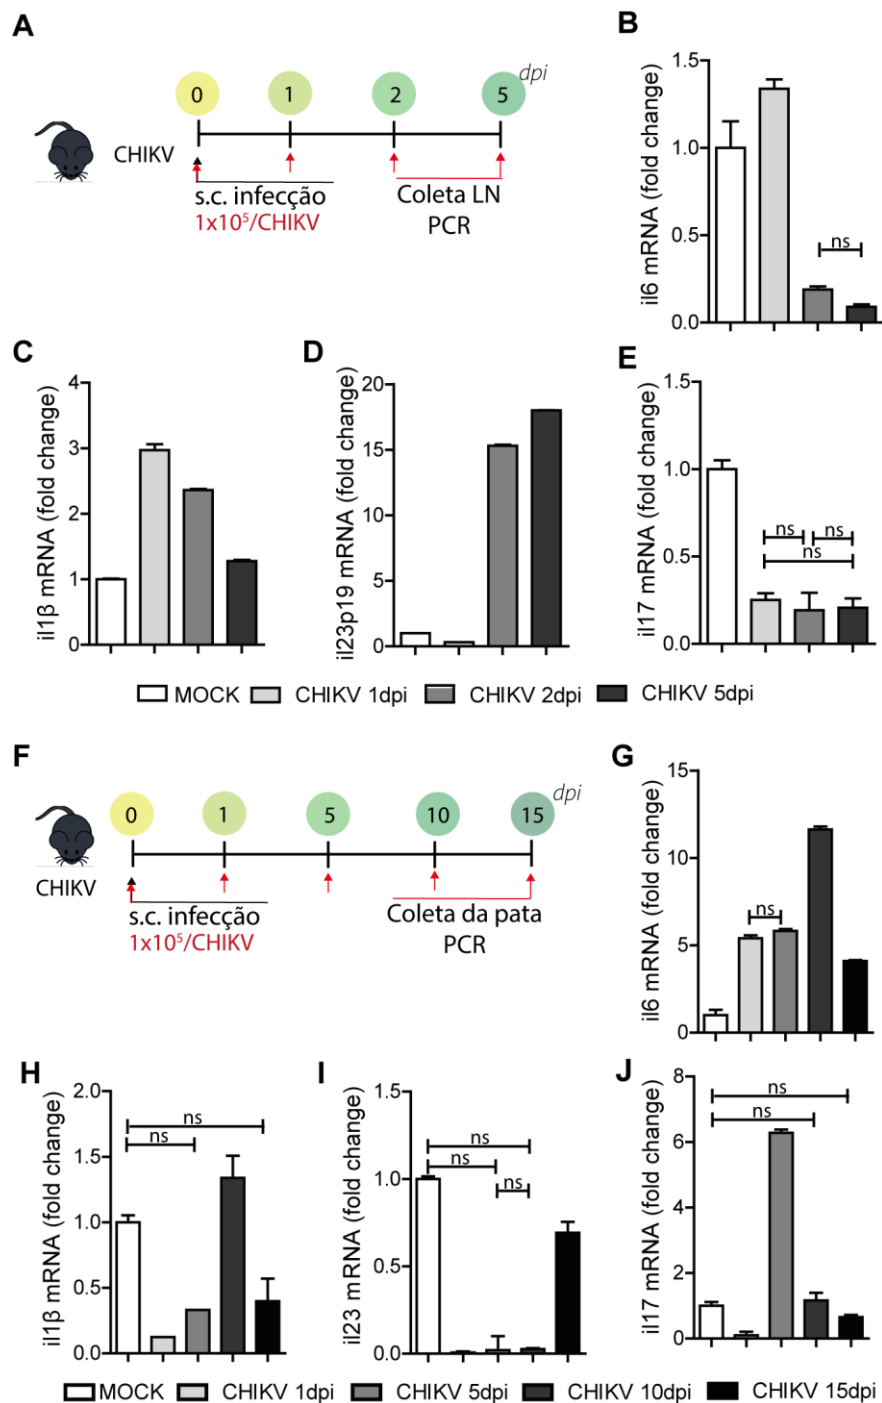 A
0
1
2
5
dpi
CHIKV
s.c. infecção
1x10⁵/CHIKV
Coleta LN
PCR
B
il6 mRNA (fold change)
1.5
1.0
0.5
0.0
ns
C
il1β mRNA (fold change)
4
3
2
1
0
D
il23p19 mRNA (fold change)
20
15
10
5
0
E
il17 mRNA (fold change)
1.5
1.0
0.5
0.0
ns
ns
ns
MOCK CHIKV 1dpi CHIKV 2dpi CHIKV 5dpi
F
0
1
5
10
15
dpi
CHIKV
s.c. infecção
1x10⁵/CHIKV
Coleta da pata
PCR
G
il6 mRNA (fold change)
15
10
5
0
ns
H
il1β mRNA (fold change)
2.0
1.5
1.0
0.5
0.0
ns
ns
I
il23 mRNA (fold change)
1.5
1.0
0.5
0.0
ns
ns
ns
J
il17 mRNA (fold change)
8
6
4
2
0
ns
ns
MOCK CHIKV 1dpi CHIKV 5dpi CHIKV 10dpi CHIKV 15dpi